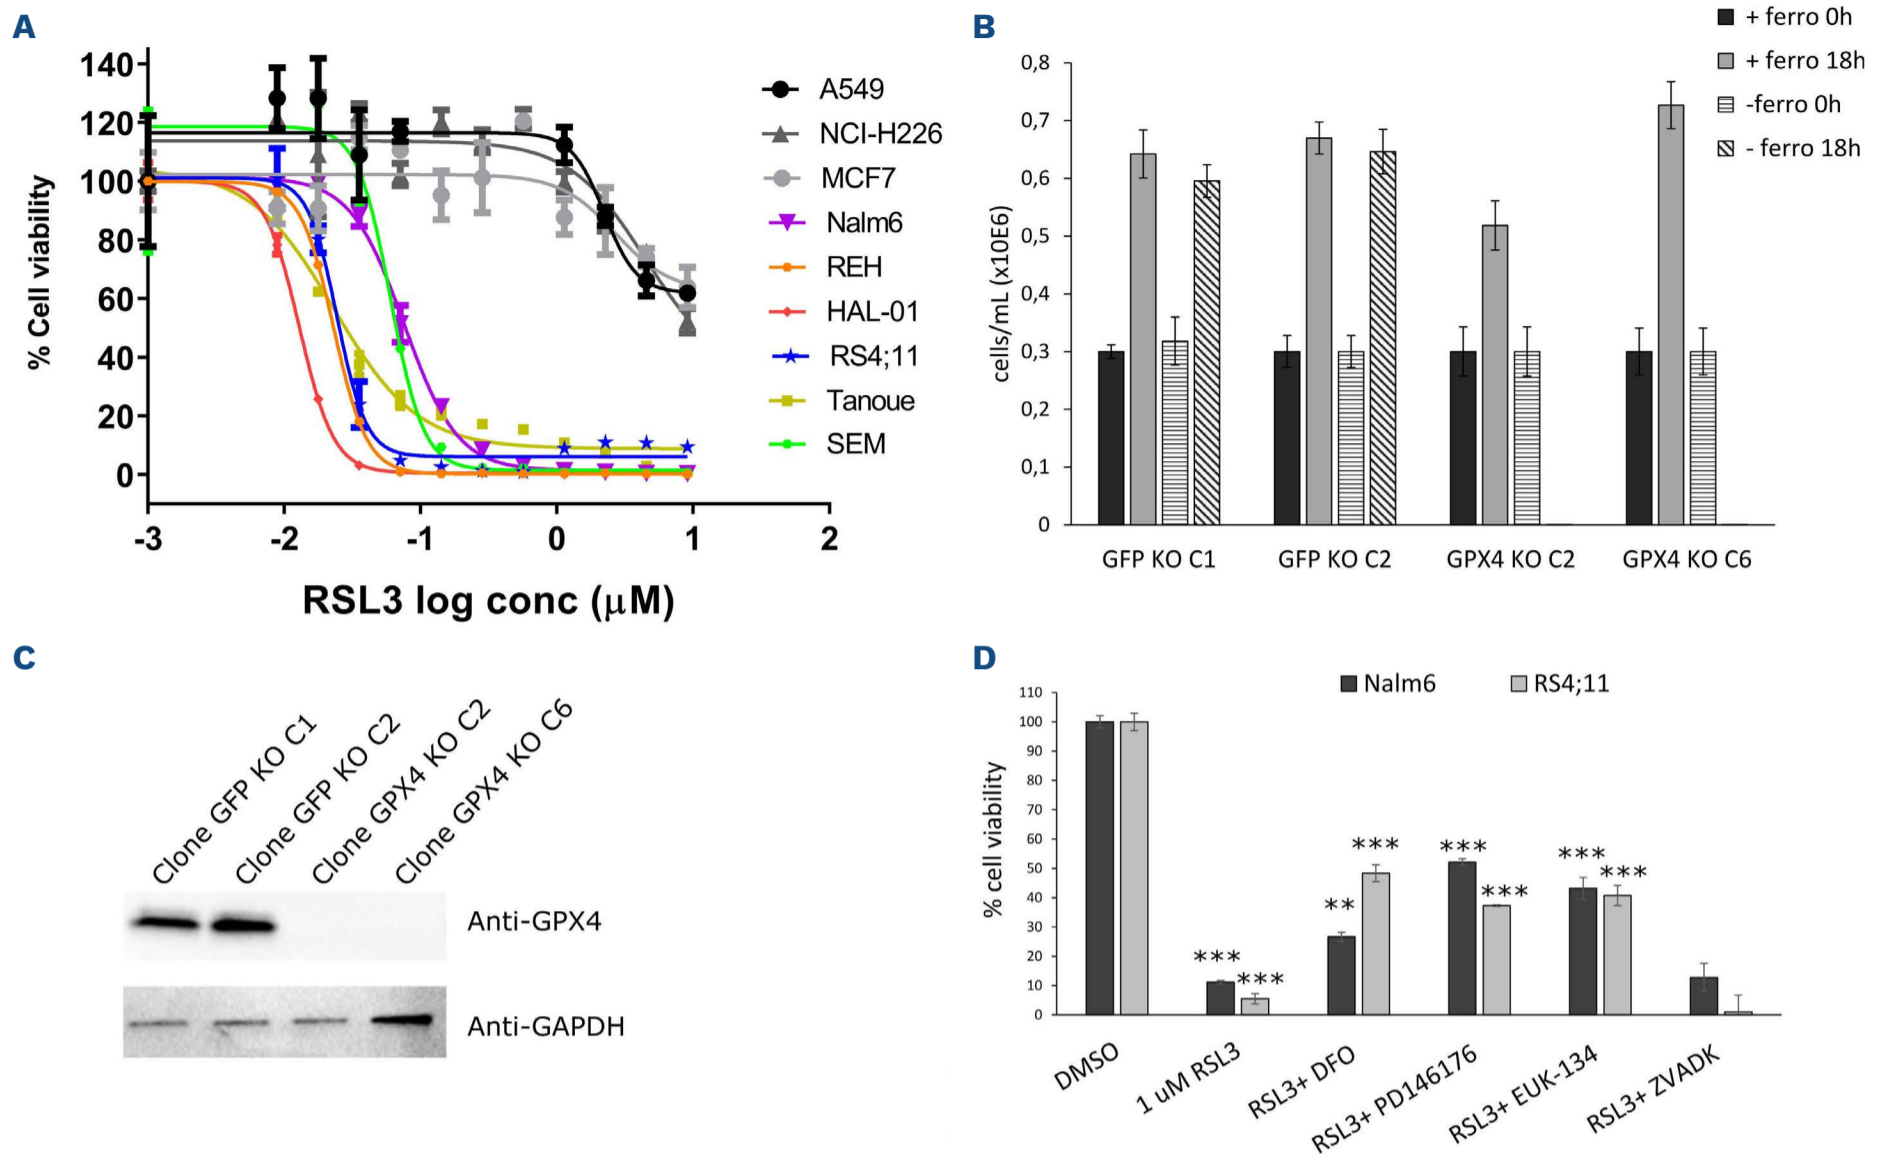 A
140
120
100
80
60
40
20
0
% Cell viability
-3 -2 -1 0 1 2
RSL3 log conc (µM)
A549
NCI-H226
MCF7
Nalm6
REH
HAL-01
RS4;11
Tanoue
SEM
B
+ ferro 0h
+ ferro 18h
-ferro 0h
- ferro 18h
0,8
0,7
0,6
0,5
0,4
0,3
0,2
0,1
0
cells/mL (x10E6)
GFP KO C1 GFP KO C2 GPX4 KO C2 GPX4 KO C6
C
Clone GFP KO C1
Clone GFP KO C2
Clone GPX4 KO C2
Clone GPX4 KO C6
Anti-GPX4
Anti-GAPDH
D
Nalm6 RS4;11
110
100
90
80
70
60
50
40
30
20
10
0
% cell viability
*** ***
** ***
*** ***
*** ***
DMSO
1 uM RSL3
RSL3+ DFO
RSL3+ PD146176
RSL3+ EUK-134
RSL3+ ZVADK